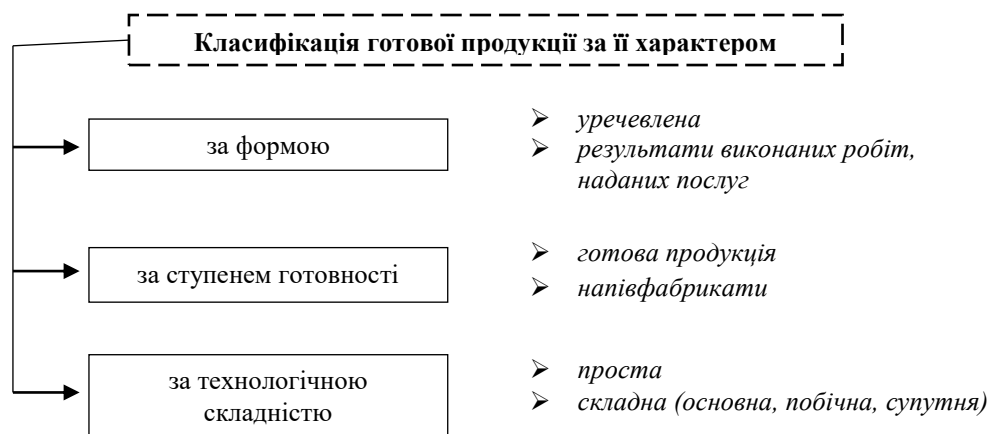 Класифікація готової продукції за її характером
за формою
➢ уречевлена
➢ результати виконаних робіт,
наданих послуг
за ступенем готовності
➢ готова продукція
➢ напівфабрикати
за технологічною
складністю
➢ проста
➢ складна (основна, побічна, супутня)